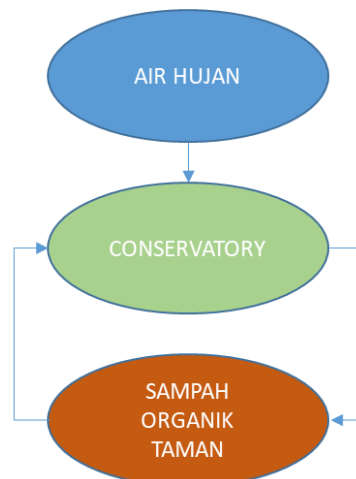 AIR HUJAN
CONSERVATORY
SAMPAH
ORGANIK
TAMAN